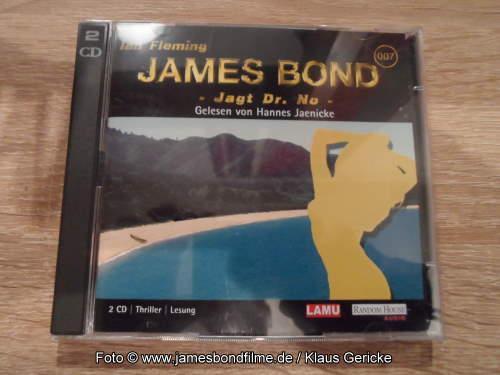 2
CD
Ian Fleming
JAMES BOND
007
- Jagt Dr. No -
Gelesen von Hannes Jaenicke
2 CD | Thriller | Lesung
LAMU
RANDOM HOUSE
AUDIO
Foto © www.jamesbondfilme.de / Klaus Gericke